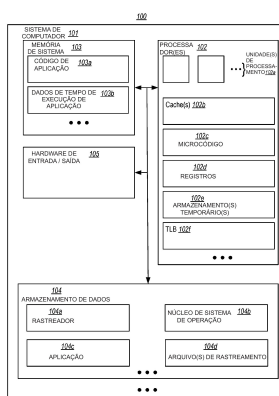 100
SISTEMA DE
COMPUTADOR 101
MEMÓRIA
DE SISTEMA 103
CÓDIGO DE 103a
APLICAÇÃO
DADOS DE TEMPO DE 103b
EXECUÇÃO DE
APLICAÇÃO
HARDWARE DE 105
ENTRADA / SAÍDA
PROCESSA 102
DOR(ES)
UNIDADE(S)
DE
PROCESSA-
MENTO 102a
Cache(s) 102b
102c
MICROCÓDIGO
102d
REGISTROS
102e
ARMAZENAMENTO(S)
TEMPORÁRIO(S)
TLB 102f
104
ARMAZENAMENTO DE DADOS
104a
RASTREADOR
NÚCLEO DE SISTEMA 104b
DE OPERAÇÃO
104c
APLICAÇÃO
104d
ARQUIVO(S) DE RASTREAMENTO